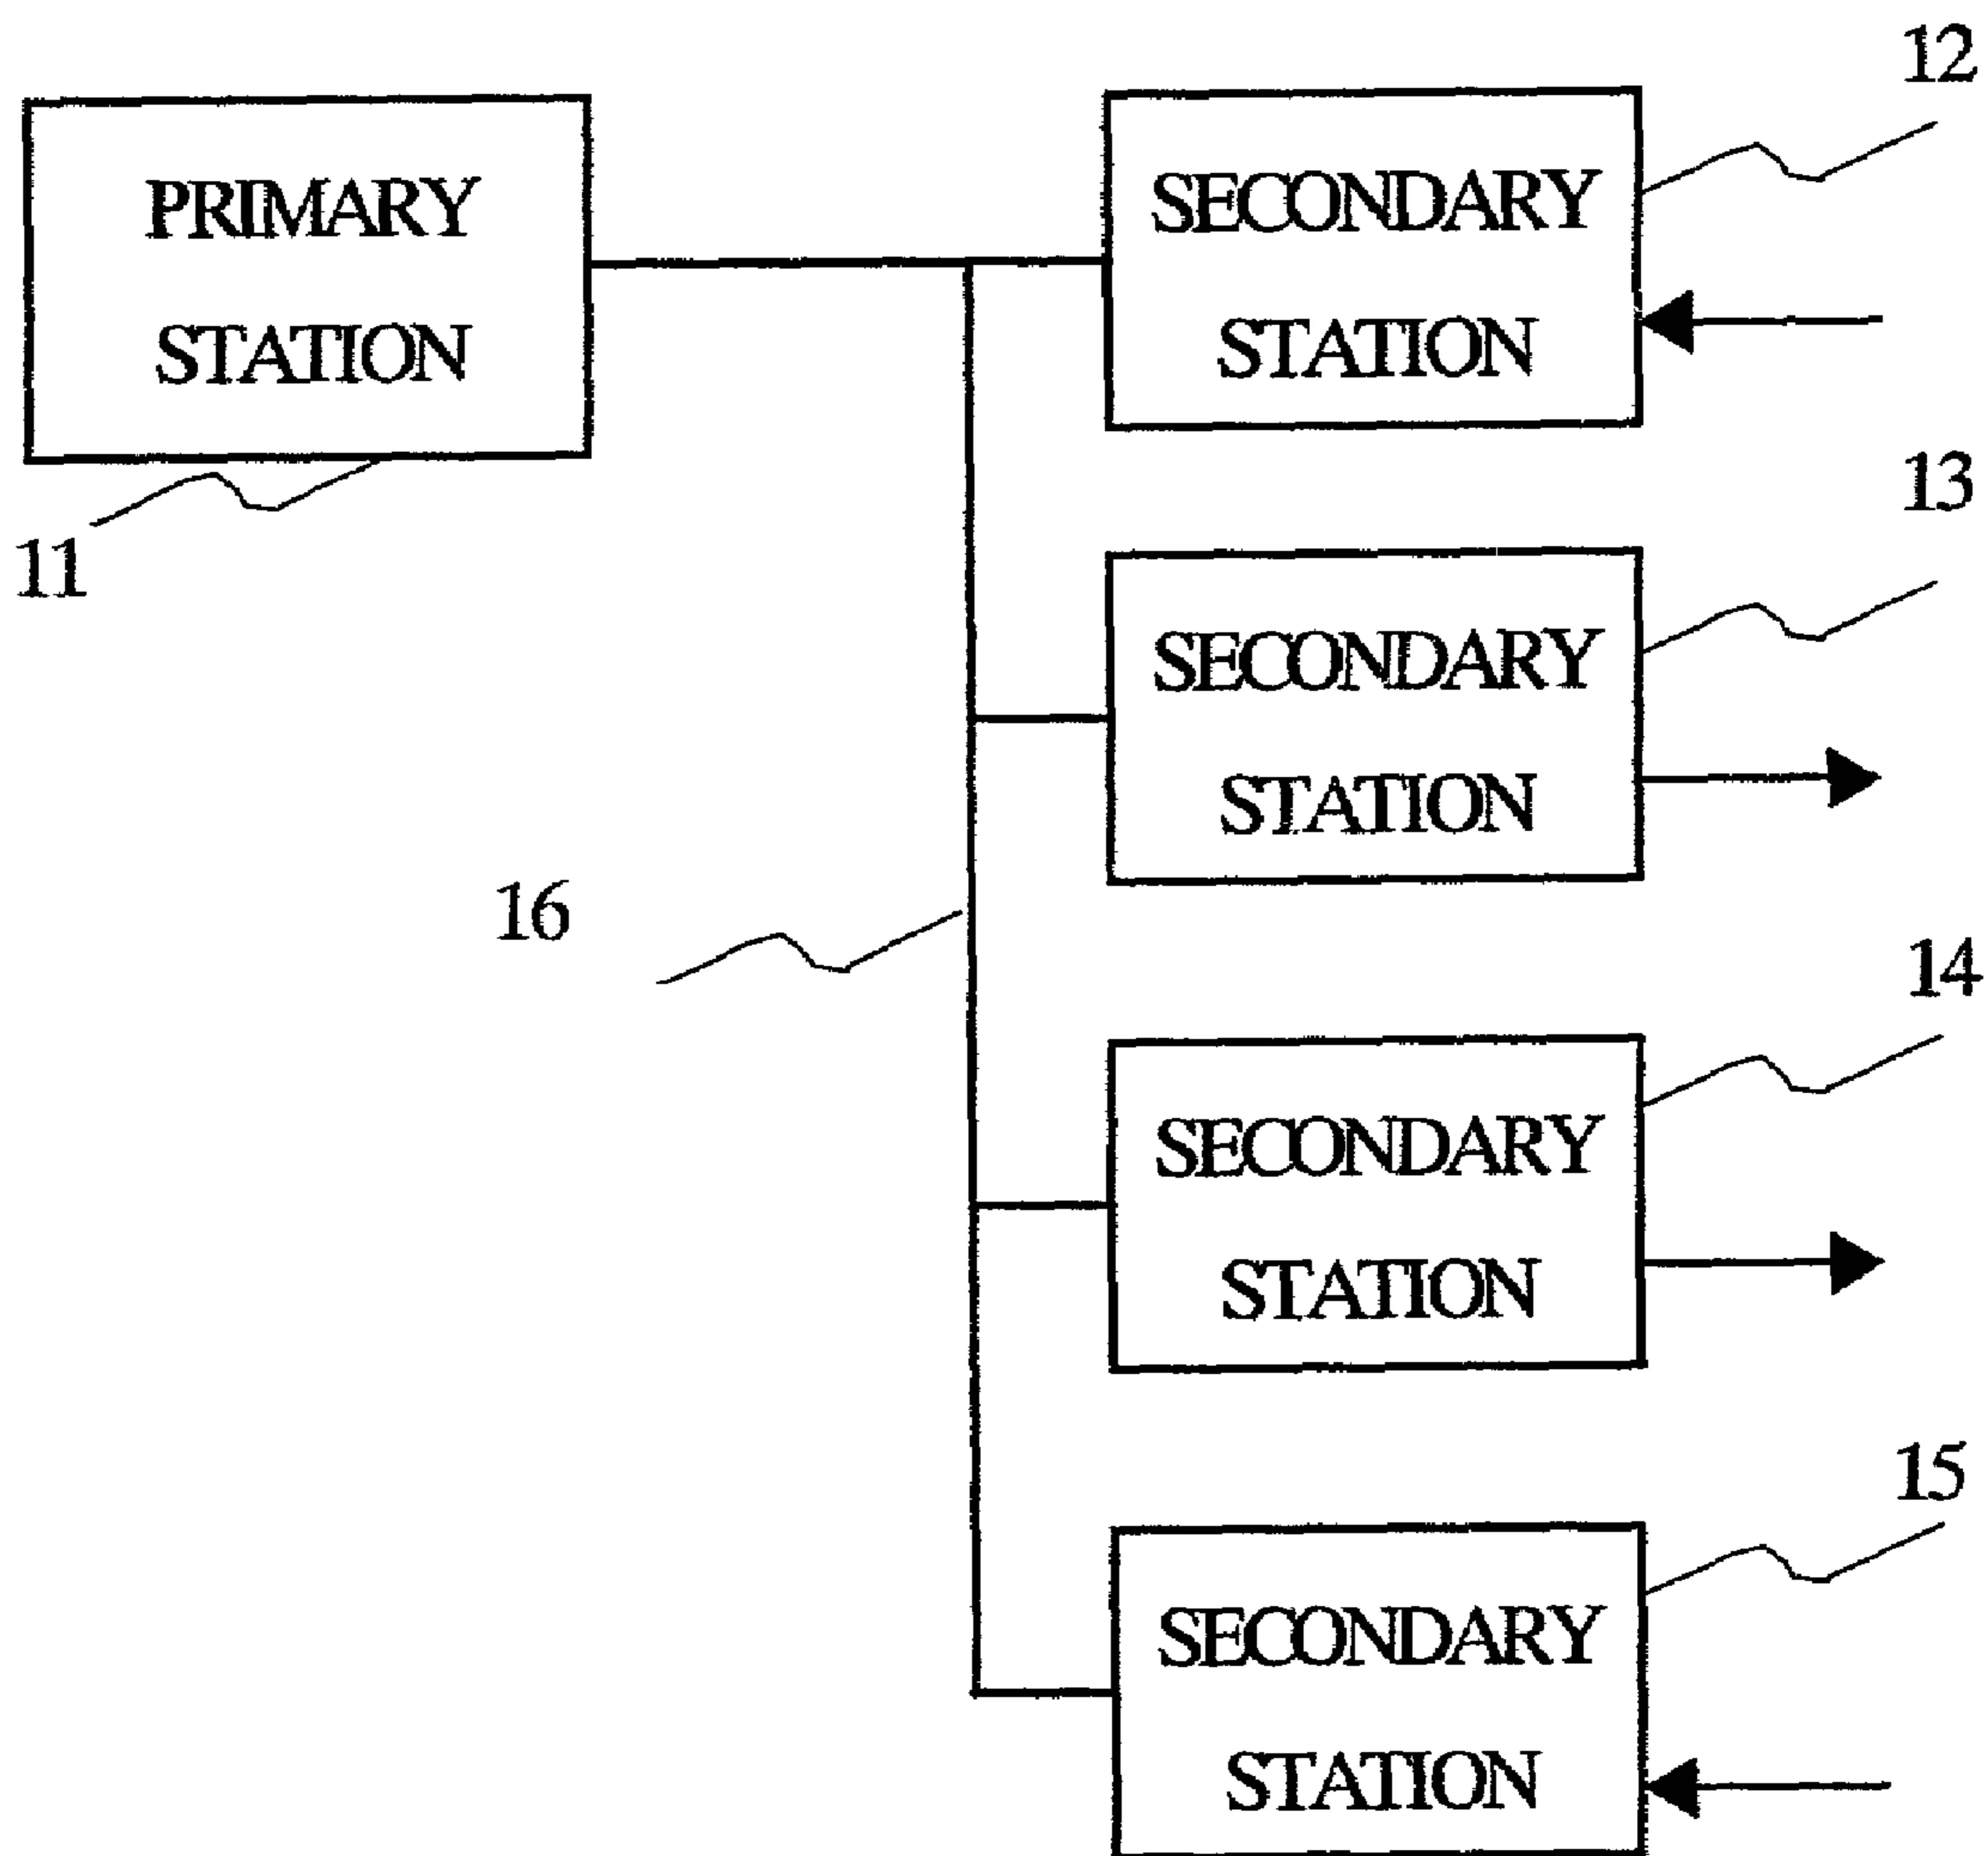 12
PRIMARY
STATION
11
SECONDARY
STATION
13
SECONDARY
STATION
16
14
SECONDARY
STATION
15
SECONDARY
STATION